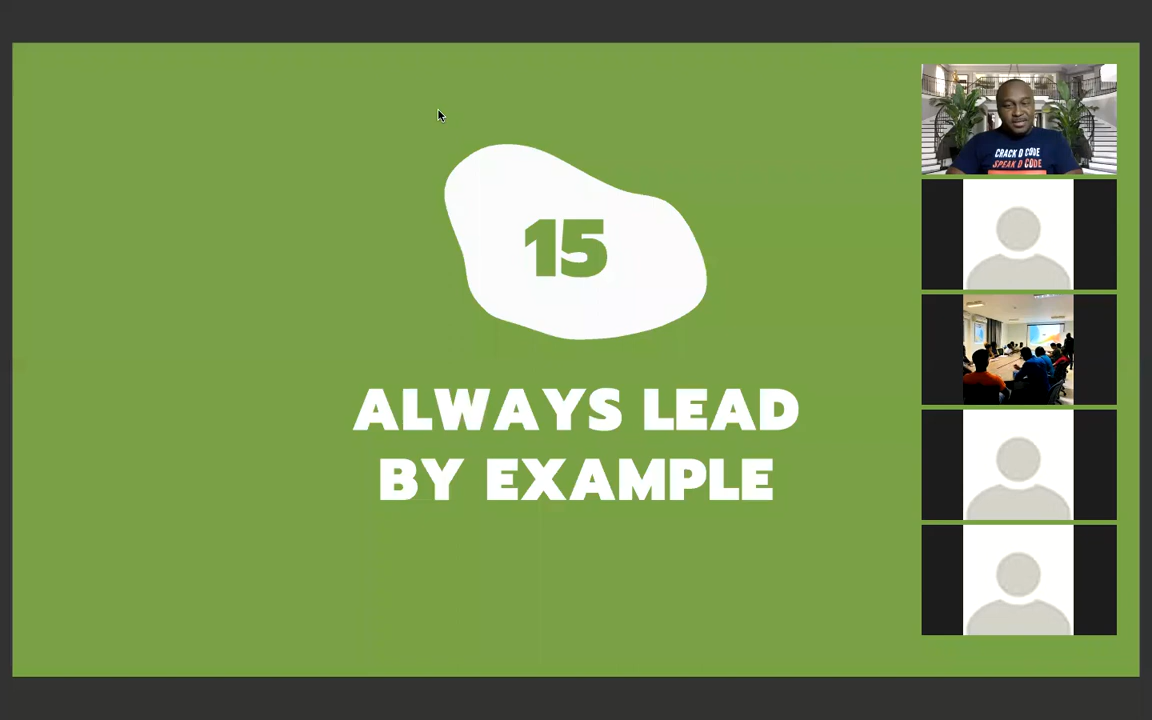 15
ALWAYS LEAD
BY EXAMPLE
CRACK D CODE
SPEAK D CODE